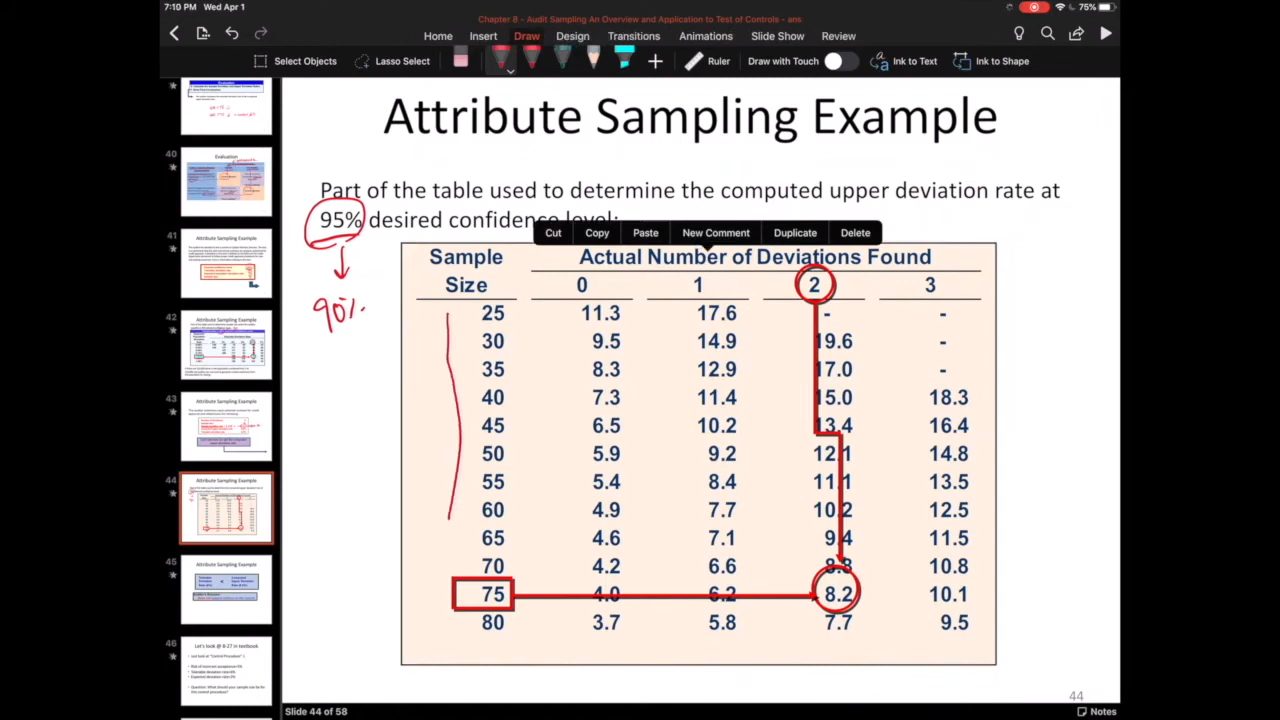 7:10 PM Wed Apr 1
75%
Chapter 8 - Audit Sampling An Overview and Application to Test of Controls - ans
Home Insert Draw Design Transitions Animations Slide Show Review
Select Objects Lasso Select Ruler Draw with Touch Ink to Text Ink to Shape
Evaluation
40
Evaluation
41
Attribute Sampling Example
42
Attribute Sampling Example
43
Attribute Sampling Example
44
Attribute Sampling Example
45
Attribute Sampling Example
46
Let's look @ 8-27 in textbook
Attribute Sampling Example
Part of the table used to determine the computed upper deviation rate at
95% desired confidence level:
90%
Cut Copy Paste New Comment Duplicate Delete
Sample Actual Number of Deviations Found
Size 0 1 2 3
25 11.3 17.6 - -
30 9.5 14.9 19.6 -
35 8.3 12.9 17.0 -
40 7.3 11.4 15.0 18.3
45 6.5 10.2 13.4 16.4
50 5.9 9.2 12.1 14.8
55 5.4 8.4 11.1 13.5
60 4.9 7.7 10.2 12.5
65 4.6 7.1 9.4 11.5
70 4.2 6.6 8.8 10.8
75 4.0 6.2 8.2 10.1
80 3.7 5.8 7.7 9.5
44
Slide 44 of 58
Notes